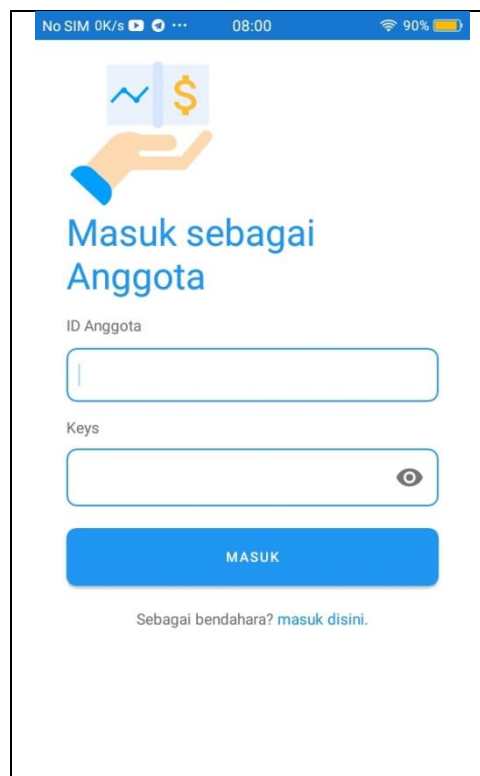 No SIM 0K/s ··· 08:00 90%
$
Masuk sebagai
Anggota
ID Anggota
Keys
MASUK
Sebagai bendahara? masuk disini.